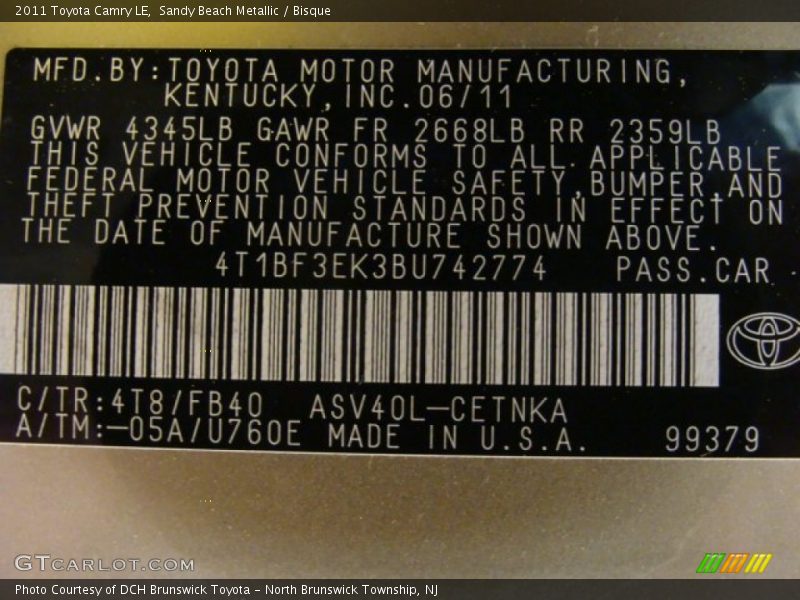 2011 Toyota Camry LE, Sandy Beach Metallic / Bisque
MFD.BY:TOYOTA MOTOR MANUFACTURING,
KENTUCKY,INC.06/11
GVWR 4345LB GAWR FR 2668LB RR 2359LB
THIS VEHICLE CONFORMS TO ALL APPLICABLE
FEDERAL MOTOR VEHICLE SAFETY,BUMPER,AND
THEFT PREVENTION STANDARDS IN EFFECT ON
THE DATE OF MANUFACTURE SHOWN ABOVE.
4T1BF3EK3BU742774 PASS.CAR
C/TR:4T8/FB40 ASV40L-CETNKA
A/TM:-05A/U760E MADE IN U.S.A. 99379
GTCARLOT.COM
Photo Courtesy of DCH Brunswick Toyota - North Brunswick Township, NJ